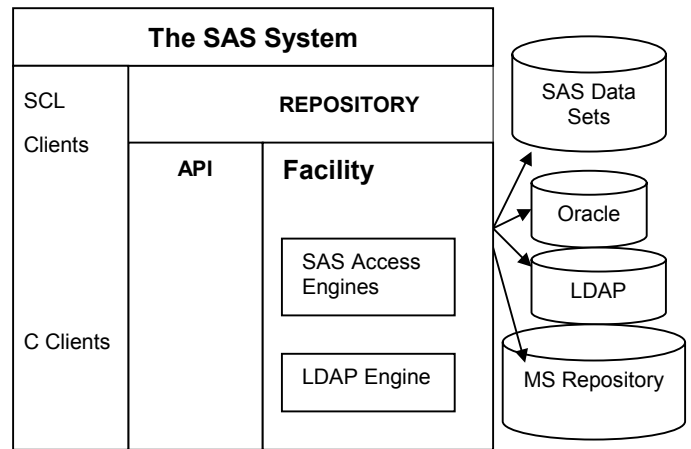 The SAS System
SCL
Clients
C Clients
REPOSITORY
API
Facility
SAS Access
Engines
LDAP Engine
SAS Data
Sets
Oracle
LDAP
MS Repository